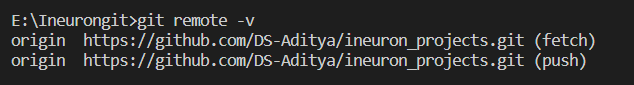 E:\Ineurongit>git remote -v
origin  https://github.com/DS-Aditya/ineuron_projects.git (fetch)
origin  https://github.com/DS-Aditya/ineuron_projects.git (push)